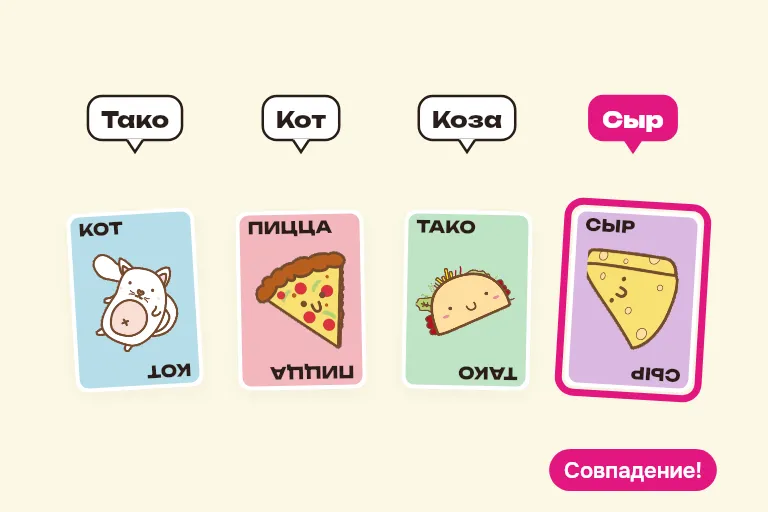 Тако
Кот
Коза
Сыр
КОТ
КОТ
ПИЦЦА
ПИЦЦА
ТАКО
ТАКО
СЫР
СЫР
Совпадение!